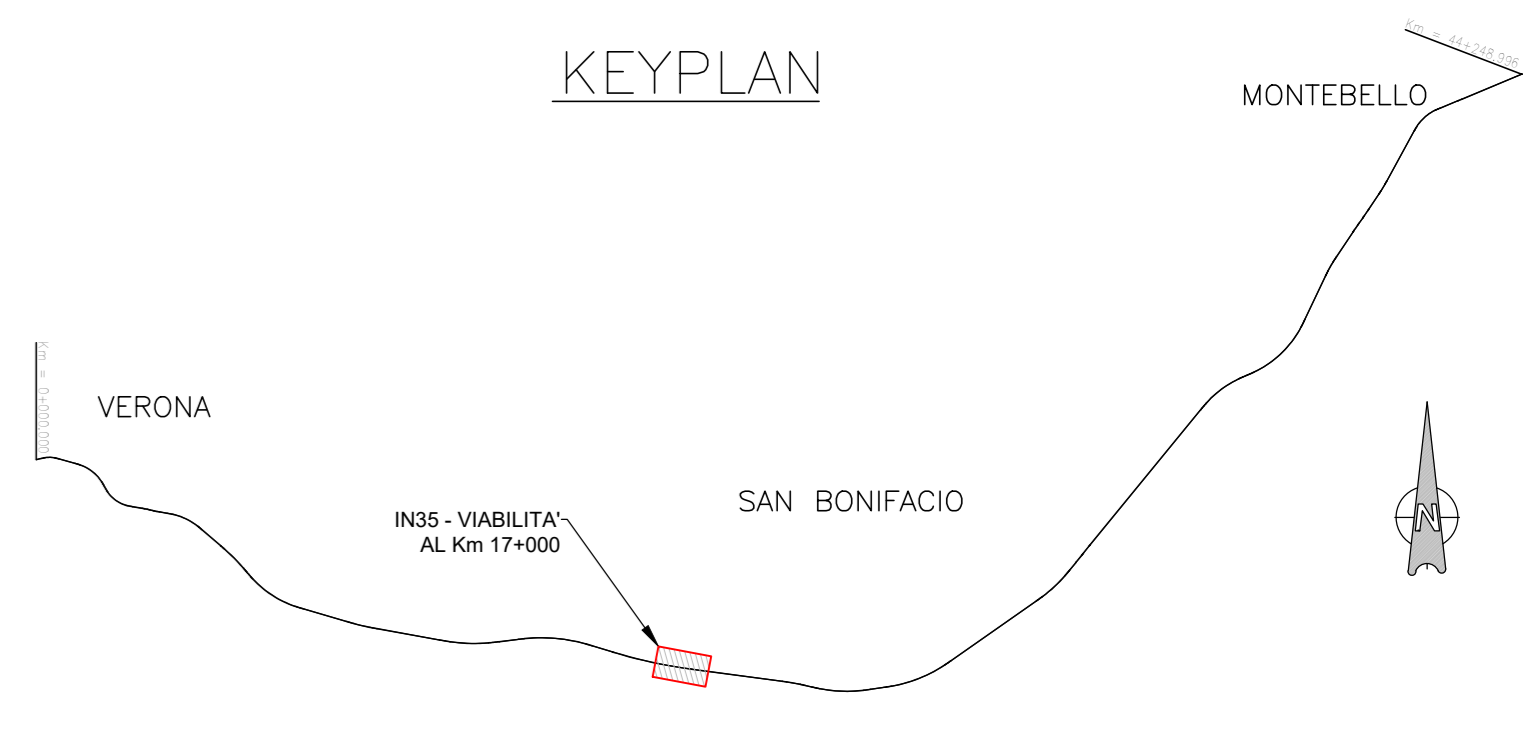 KEYPLAN
Km = 44+248,996
MONTEBELLO
Km = 0+000,000
VERONA
SAN BONIFACIO
IN35 - VIABILITA'
AL Km 17+000
N